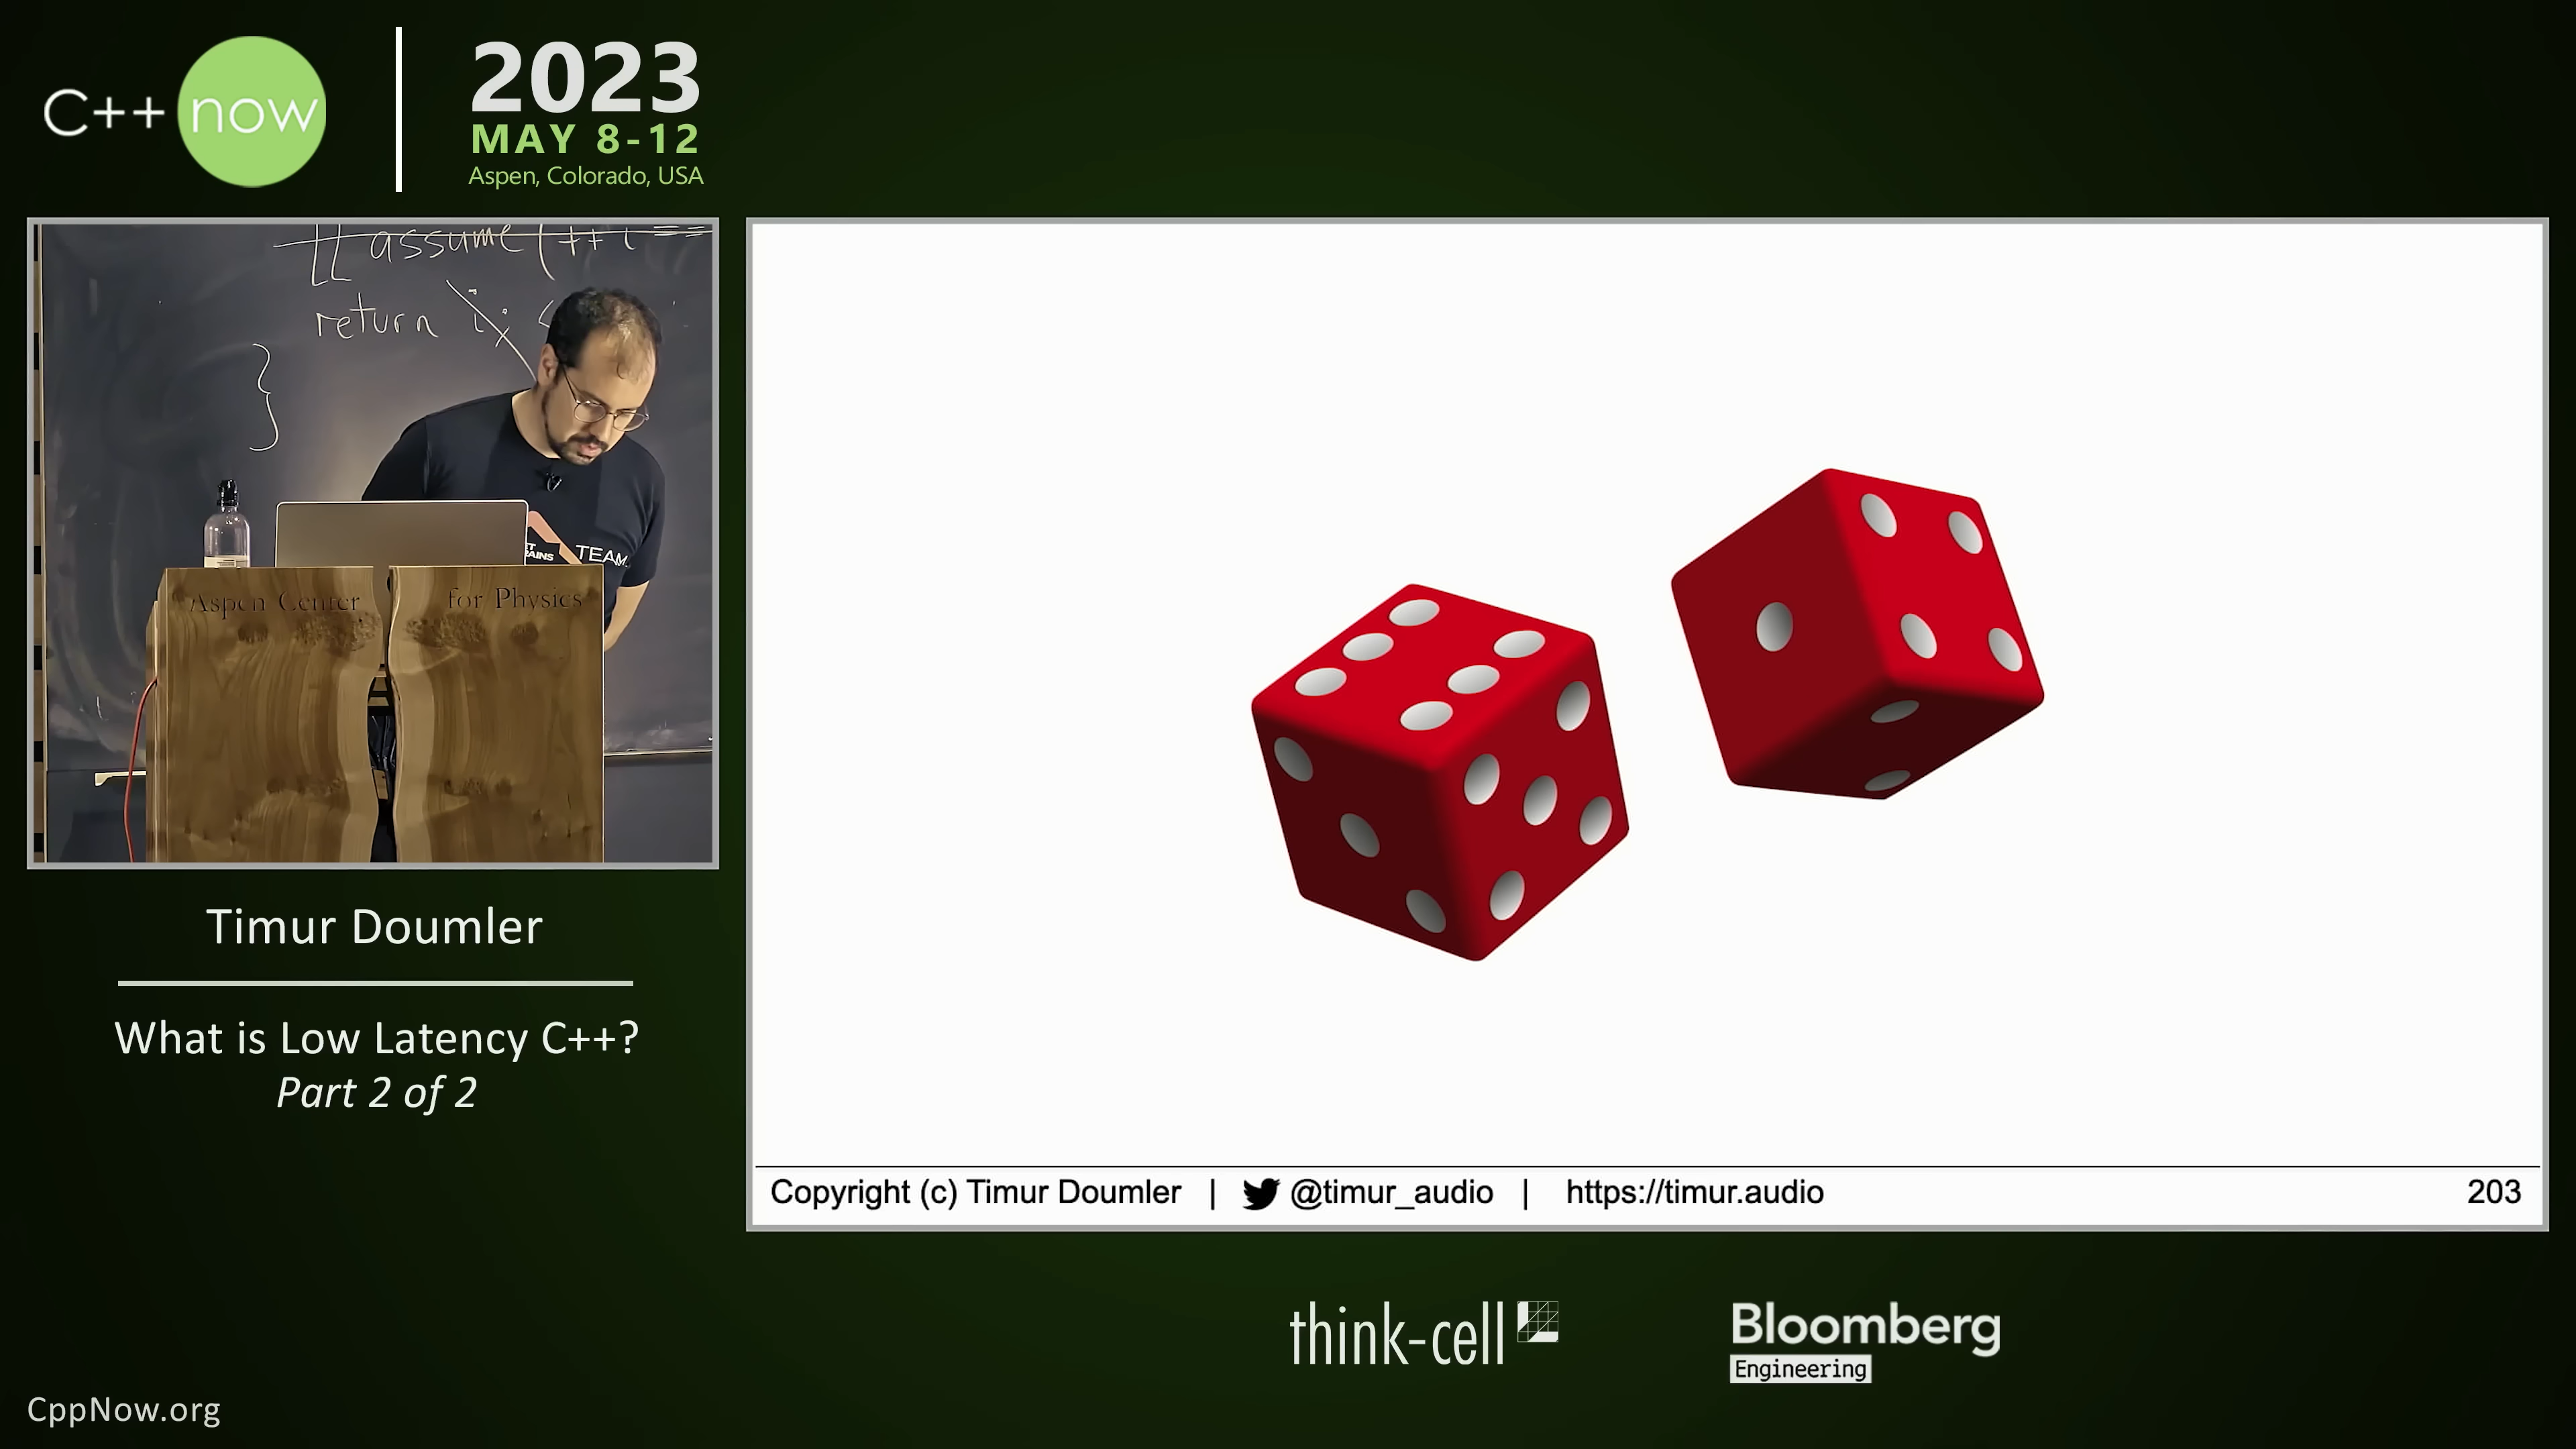 C++ now
2023
MAY 8-12
Aspen, Colorado, USA
[[ assume (++i ==
return i;
}
TEAM
Aspen Center for Physics
Timur Doumler
What is Low Latency C++?
Part 2 of 2
Copyright (c) Timur Doumler | @timur_audio | https://timur.audio 203
think-cell
Bloomberg
Engineering
CppNow.org